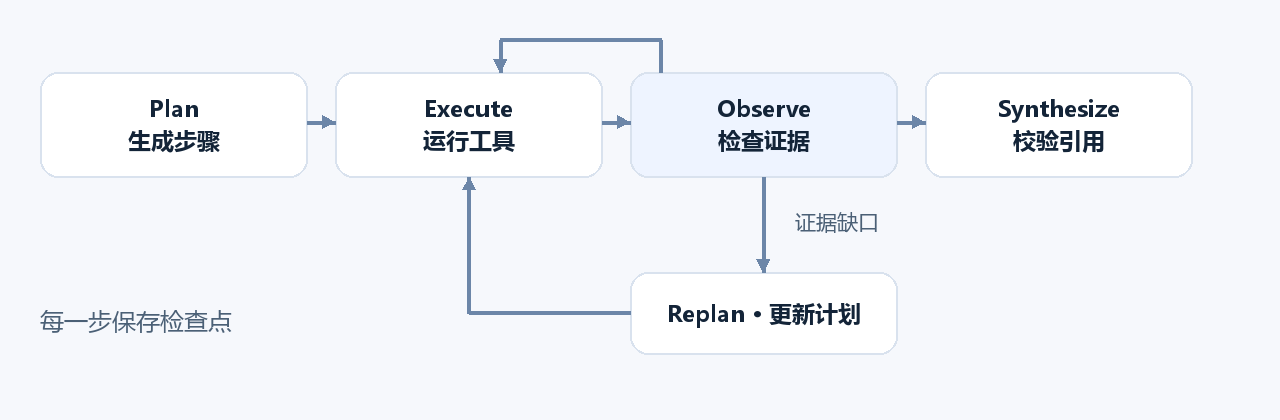 Plan
生成步骤
Execute
运行工具
Observe
检查证据
Synthesize
校验引用
证据缺口
Replan • 更新计划
每一步保存检查点